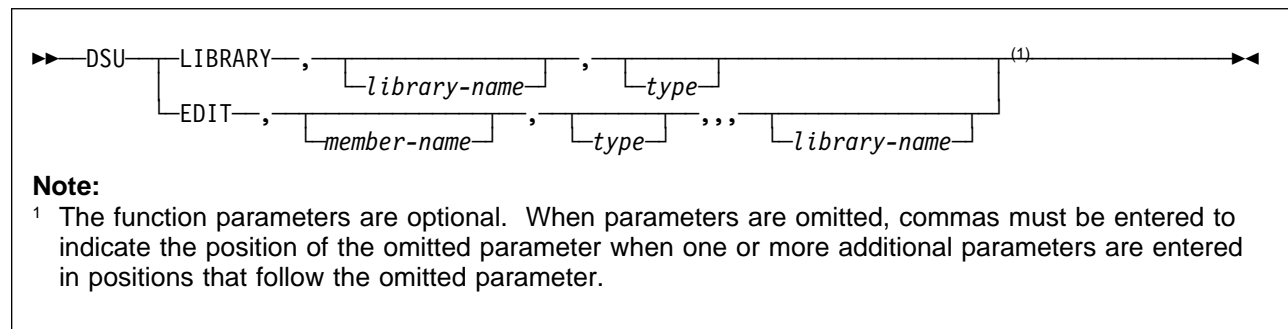 DSU LIBRARY , , (1)
library-name type
EDIT , , ,,,
member-name type library-name
Note:
1 The function parameters are optional. When parameters are omitted, commas must be entered to
indicate the position of the omitted parameter when one or more additional parameters are entered
in positions that follow the omitted parameter.